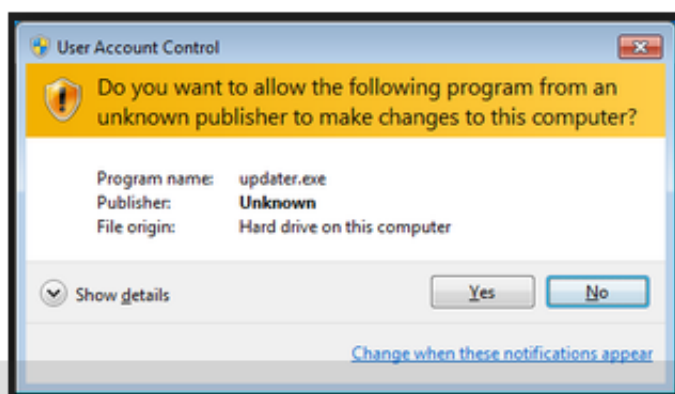 User Account Control
Do you want to allow the following program from an
unknown publisher to make changes to this computer?
Program name: updater.exe
Publisher: Unknown
File origin: Hard drive on this computer
Show details
Yes
No
Change when these notifications appear